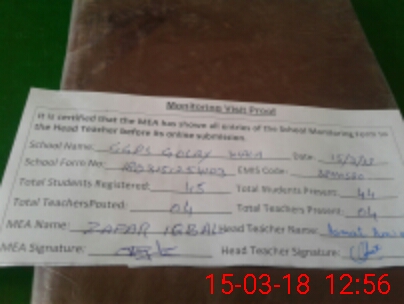 Monitoring Visit Proof
It is certified that the MEA has shown all entries of the School Monitoring Form to
the Head Teacher before its online submission.
School Name: GGPS Date: 15/3/18
School Form No: EMIS Code:
Total Students Registered: 45 Total Students Present: 44
Total TeachersPosted: 04 Total Teachers Present: 04
MEA Name: ZAFAR IQBAL Head Teacher Name:
MEA Signature: Head Teacher Signature:
15-03-18 12:56